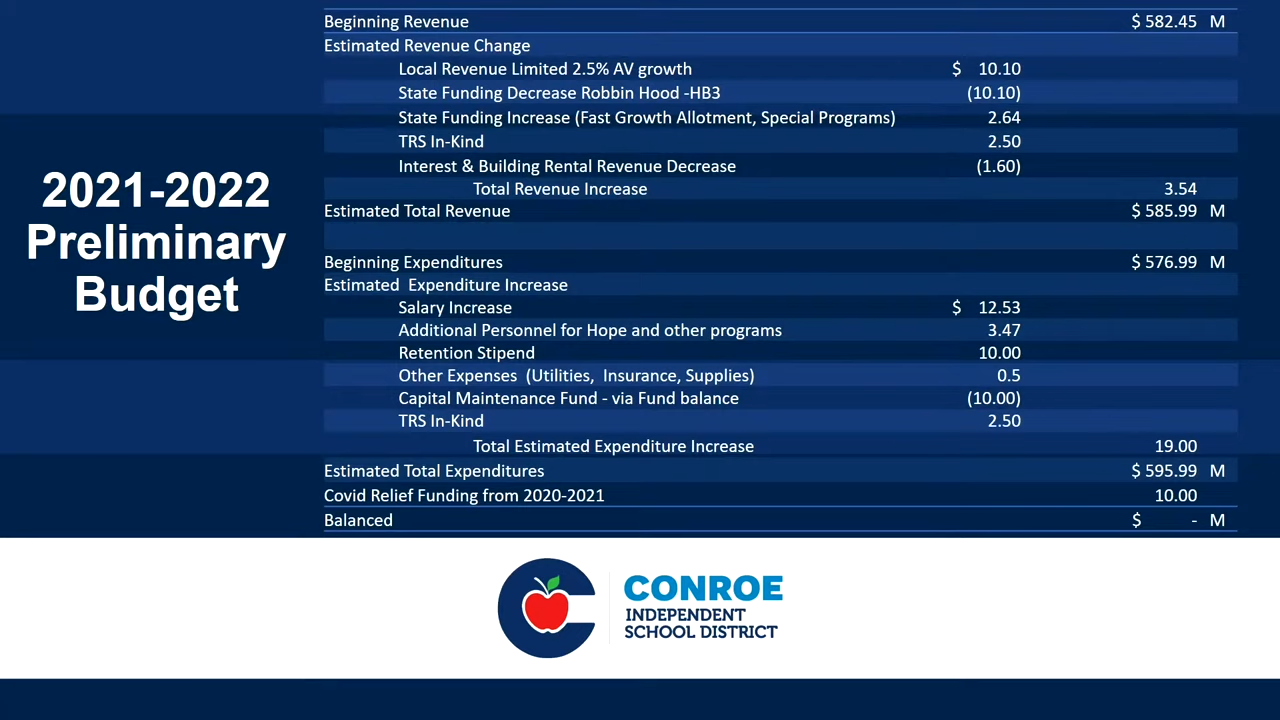 2021-2022
Preliminary
Budget
Beginning Revenue $ 582.45 M
Estimated Revenue Change
Local Revenue Limited 2.5% AV growth $ 10.10
State Funding Decrease Robbin Hood -HB3 (10.10)
State Funding Increase (Fast Growth Allotment, Special Programs) 2.64
TRS In-Kind 2.50
Interest & Building Rental Revenue Decrease (1.60)
Total Revenue Increase 3.54
Estimated Total Revenue $ 585.99 M
Beginning Expenditures $ 576.99 M
Estimated Expenditure Increase
Salary Increase $ 12.53
Additional Personnel for Hope and other programs 3.47
Retention Stipend 10.00
Other Expenses (Utilities, Insurance, Supplies) 0.5
Capital Maintenance Fund - via Fund balance (10.00)
TRS In-Kind 2.50
Total Estimated Expenditure Increase 19.00
Estimated Total Expenditures $ 595.99 M
Covid Relief Funding from 2020-2021 10.00
Balanced $ - M
CONROE
INDEPENDENT
SCHOOL DISTRICT